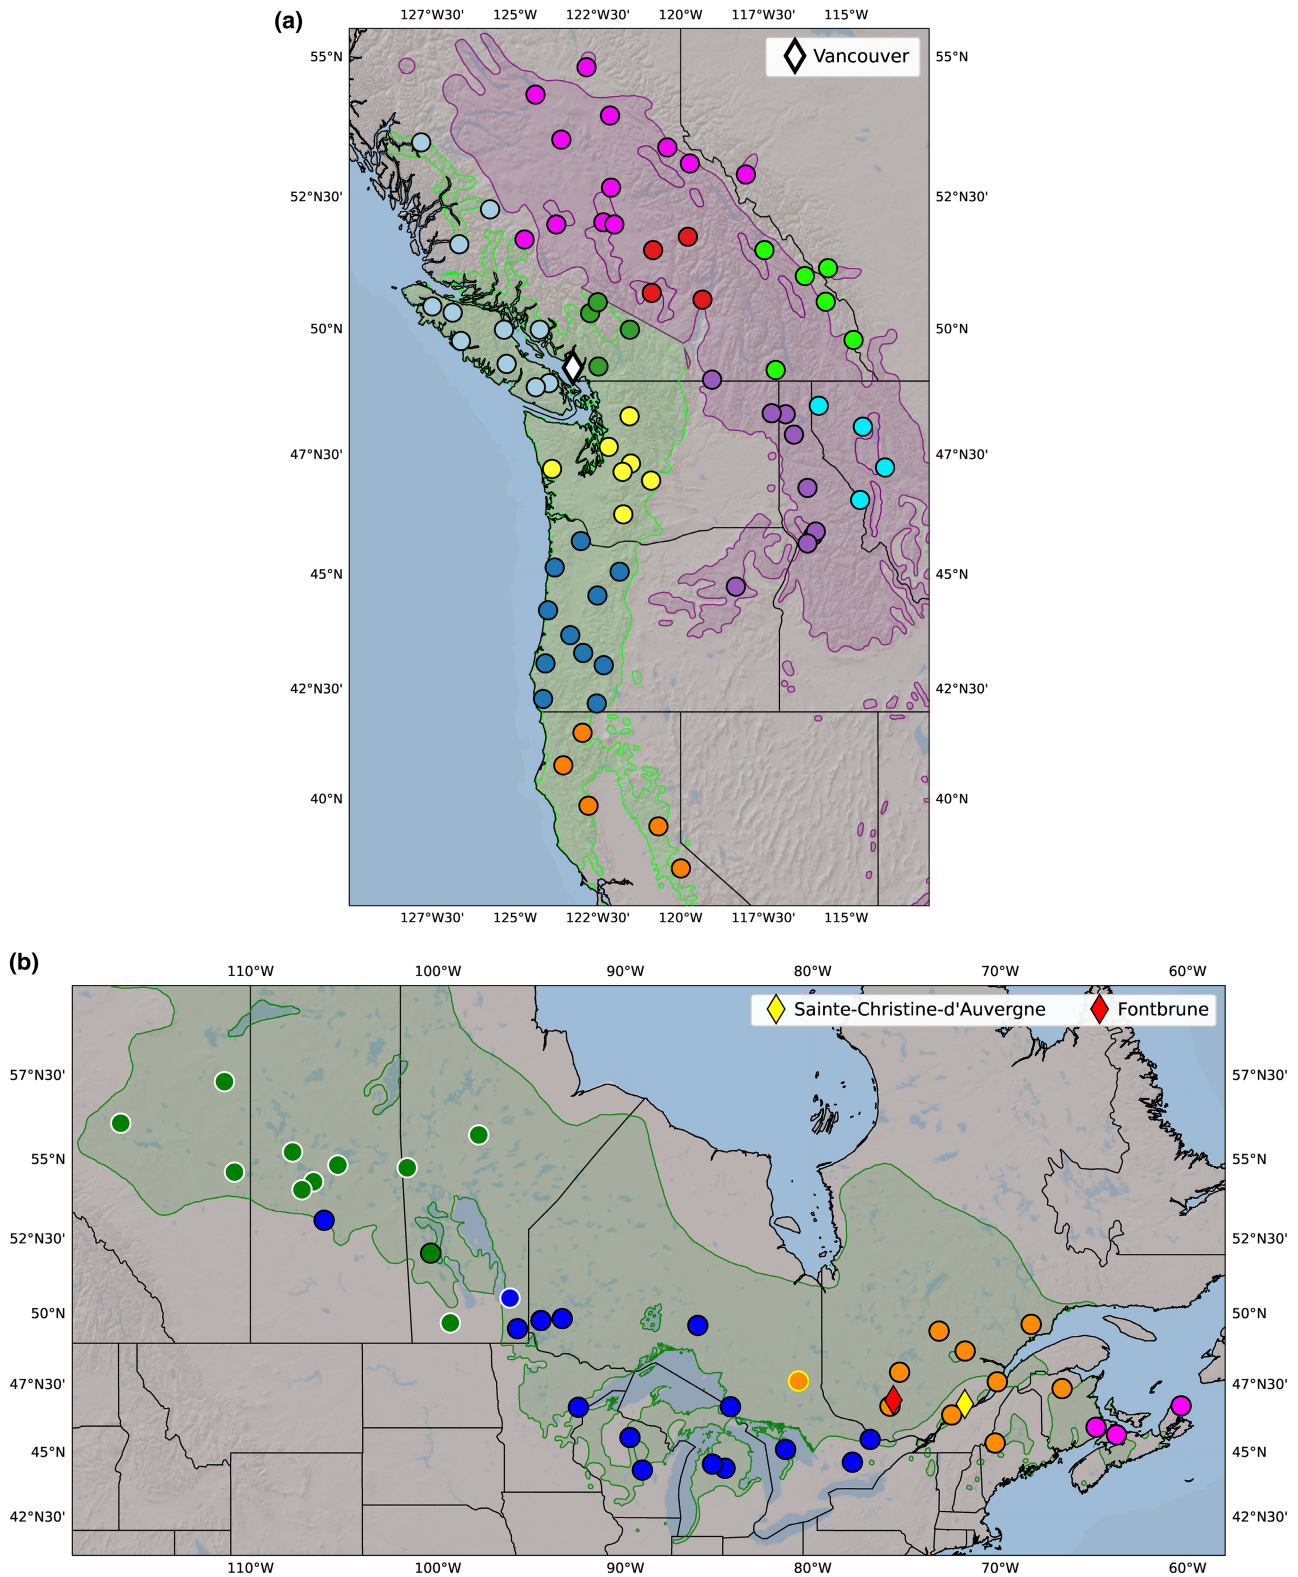 (a)
127°W30' 125°W 122°W30' 120°W 117°W30' 115°W
55°N 55°N
Vancouver
52°N30' 52°N30'
50°N 50°N
47°N30' 47°N30'
45°N 45°N
42°N30' 42°N30'
40°N 40°N
127°W30' 125°W 122°W30' 120°W 117°W30' 115°W
(b)
110°W 100°W 90°W 80°W 70°W 60°W
Sainte-Christine-d'Auvergne Fontbrune
57°N30' 57°N30'
55°N 55°N
52°N30' 52°N30'
50°N 50°N
47°N30' 47°N30'
45°N 45°N
42°N30' 42°N30'
110°W 100°W 90°W 80°W 70°W 60°W